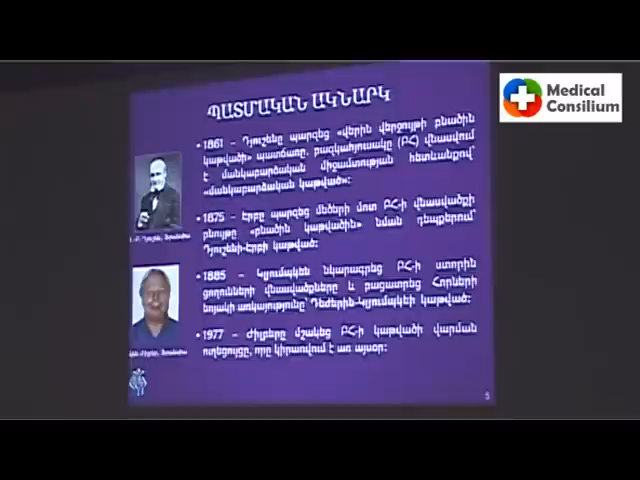 Medical
Consilium
ՊԱՏՄԱԿԱՆ ԱԿՆԱՐԿ
• 1861 – Դյուշենը պարզեց «վերին վերջույթի բնածին
կաթվածի» պատճառը. բազկահյուսակը (ԲՀ) վնասվում
է մանկաբարձական միջամտության հետևանքով՝
«մանկաբարձական կաթված»:
• 1875 – Էրբը պարզեց մեծերի մոտ ԲՀ-ի վնասվածքի
բնույթը «բնածին կաթվածին» նման դեպքերում՝
Դյուշենի-Էրբի կաթված:
• 1885 – Կլյումպկեն նկարագրեց ԲՀ-ի ստորին
ցողունների վնասվածքները և բացատրեց Հորների
եռյակի առկայությունը՝ Դեժերին-Կլյումպկեի կաթված:
• 1977 – Ժիլբերը մշակեց ԲՀ-ի կաթվածի վարման
ուղեցույցը, որը կիրառվում է առ այսօր:
5